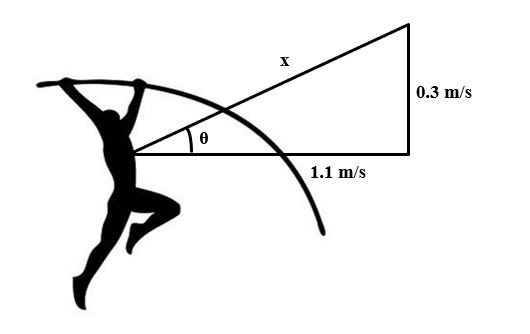 x
0.3 m/s
θ
1.1 m/s